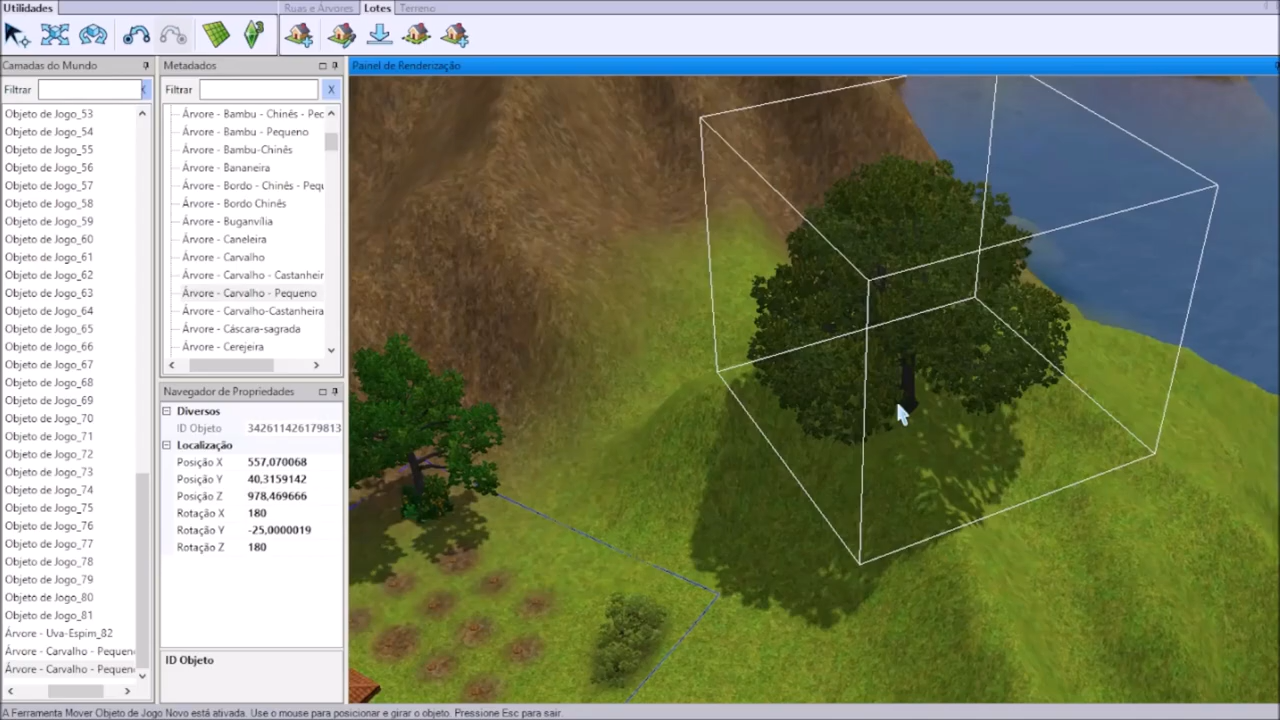 Utilidades
Ruas e Árvores
Lotes
Terreno
Camadas do Mundo
Filtrar
Objeto de Jogo_53
Objeto de Jogo_54
Objeto de Jogo_55
Objeto de Jogo_56
Objeto de Jogo_57
Objeto de Jogo_58
Objeto de Jogo_59
Objeto de Jogo_60
Objeto de Jogo_61
Objeto de Jogo_62
Objeto de Jogo_63
Objeto de Jogo_64
Objeto de Jogo_65
Objeto de Jogo_66
Objeto de Jogo_67
Objeto de Jogo_68
Objeto de Jogo_69
Objeto de Jogo_70
Objeto de Jogo_71
Objeto de Jogo_72
Objeto de Jogo_73
Objeto de Jogo_74
Objeto de Jogo_75
Objeto de Jogo_76
Objeto de Jogo_77
Objeto de Jogo_78
Objeto de Jogo_79
Objeto de Jogo_80
Objeto de Jogo_81
Árvore - Uva-Espim_82
Árvore - Carvalho - Pequen
Árvore - Carvalho - Pequen
Metadados
Filtrar
X
Árvore - Bambu - Chinês - Pec
Árvore - Bambu - Pequeno
Árvore - Bambu-Chinês
Árvore - Bananeira
Árvore - Bordo - Chinês - Pequ
Árvore - Bordo Chinês
Árvore - Buganvília
Árvore - Caneleira
Árvore - Carvalho
Árvore - Carvalho - Castanheir
Árvore - Carvalho - Pequeno
Árvore - Carvalho-Castanheira
Árvore - Cáscara-sagrada
Árvore - Cerejeira
Navegador de Propriedades
Diversos
ID Objeto 342611426179813
Localização
Posição X 557,070068
Posição Y 40,3159142
Posição Z 978,469666
Rotação X 180
Rotação Y -25,0000019
Rotação Z 180
ID Objeto
Painel de Renderização
A Ferramenta Mover Objeto de Jogo Novo está ativada. Use o mouse para posicionar e girar o objeto. Pressione Esc para sair.